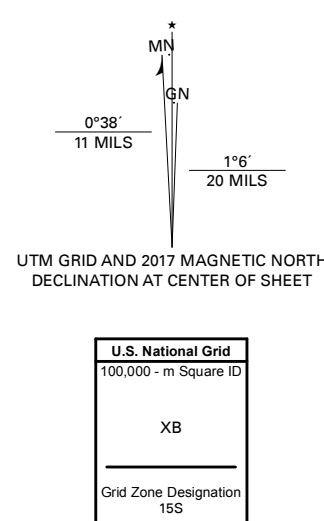 MN
GN
0°38´
11 MILS
1°6´
20 MILS
UTM GRID AND 2017 MAGNETIC NORTH
DECLINATION AT CENTER OF SHEET
U.S. National Grid
100,000 - m Square ID
XB
Grid Zone Designation
15S